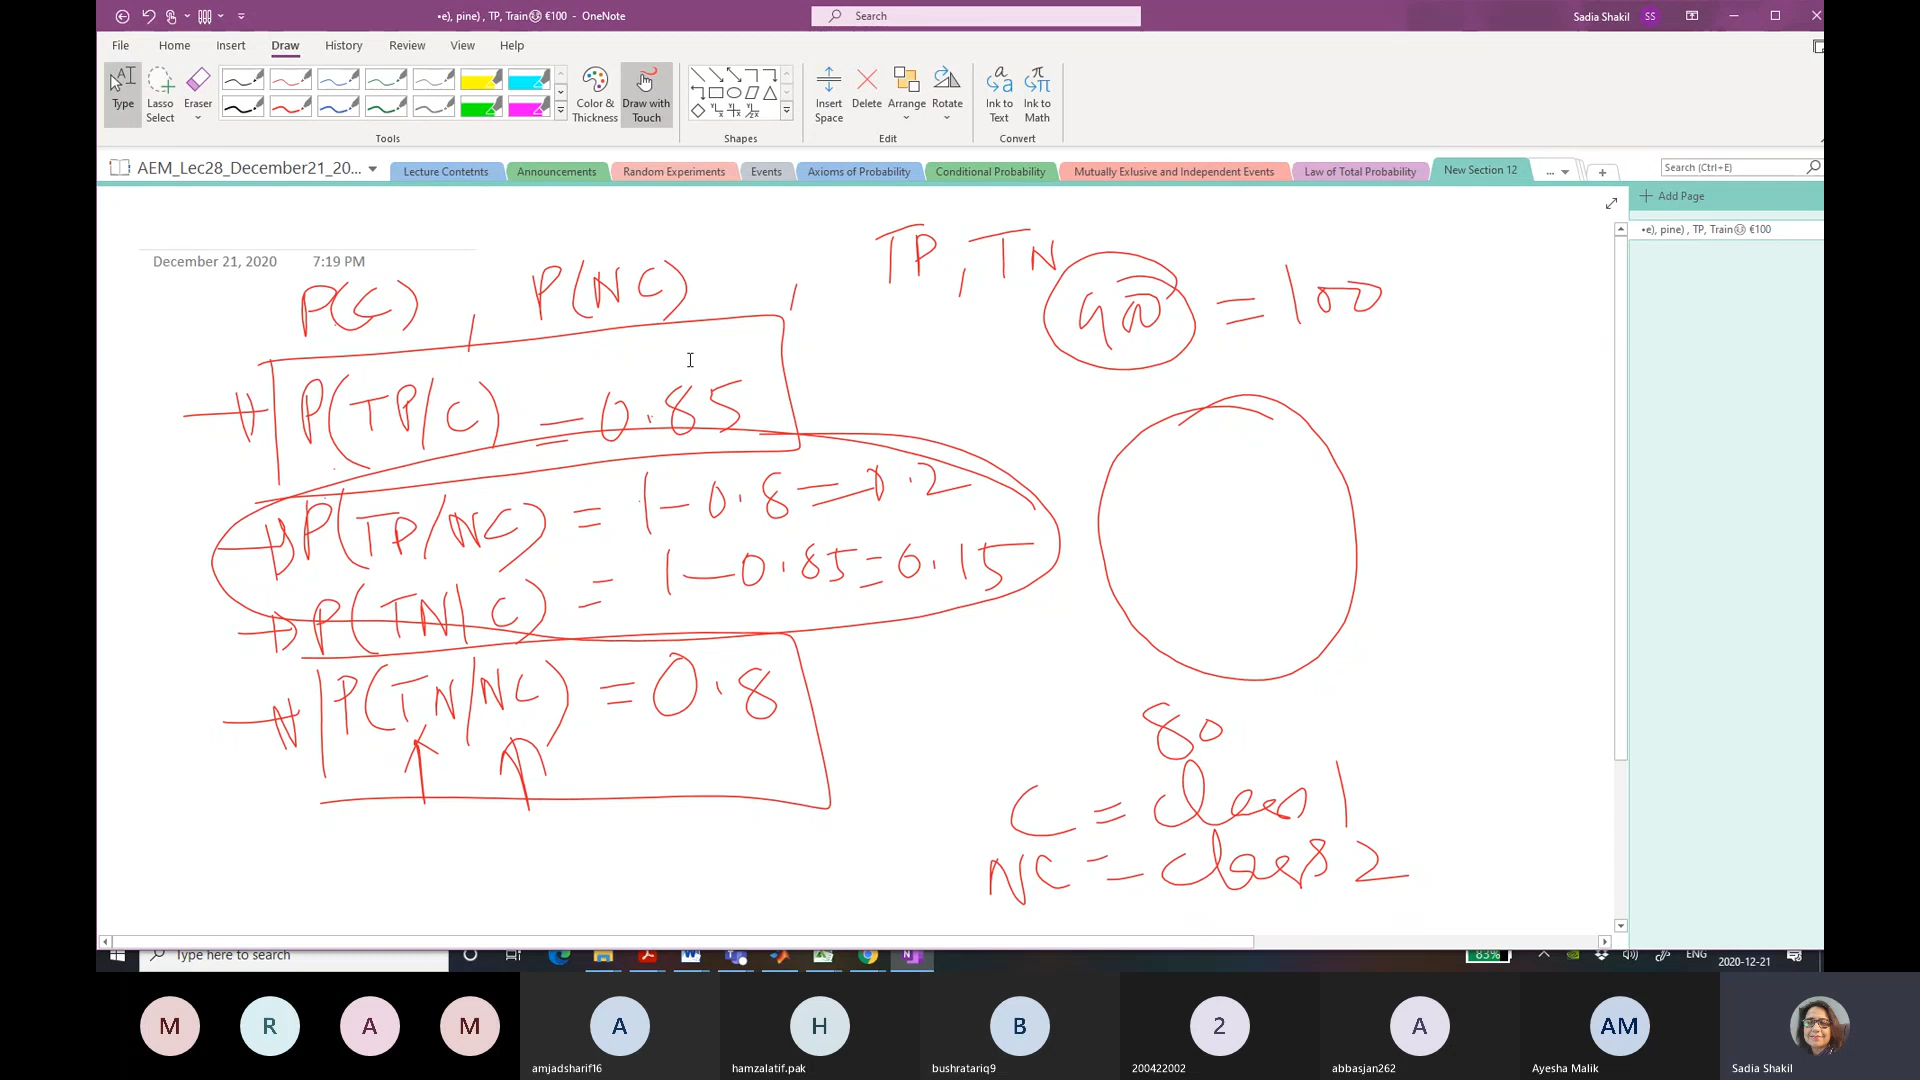 •e), pine) , TP, Train☺ €100 - OneNote
Search
Sadia Shakil
SS
File Home Insert Draw History Review View Help
Type
Lasso Select
Eraser
Color & Thickness
Draw with Touch
Insert Space
Delete
Arrange
Rotate
Ink to Text
Ink to Math
Tools
Shapes
Edit
Convert
AEM_Lec28_December21_20...
Lecture Contetnts
Announcements
Random Experiments
Events
Axioms of Probability
Conditional Probability
Mutually Exlusive and Independent Events
Law of Total Probability
New Section 12
...
Search (Ctrl+E)
Add Page
•e), pine) , TP, Train☺ €100
December 21, 2020 7:19 PM
P(C) , P(NC) , TP, TN
= 100
P(TP/C) = 0.85
P(TP/NC) = 1-0.8=0.2
P(TN/C) = 1-0.85=0.15
P(TN/NC) = 0.8
80
C = class 1
NC = class 2
Type here to search
83%
ENG
2020-12-21
M
R
A
M
A
H
B
2
A
AM
amjadsharif16
hamzalatif.pak
bushratariq9
200422002
abbasjan262
Ayesha Malik
Sadia Shakil